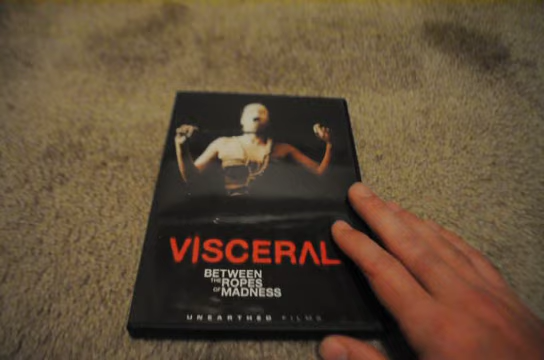 VISCERAL
BETWEEN
THE ROPES
OF MADNESS
UNEARTHED FILMS